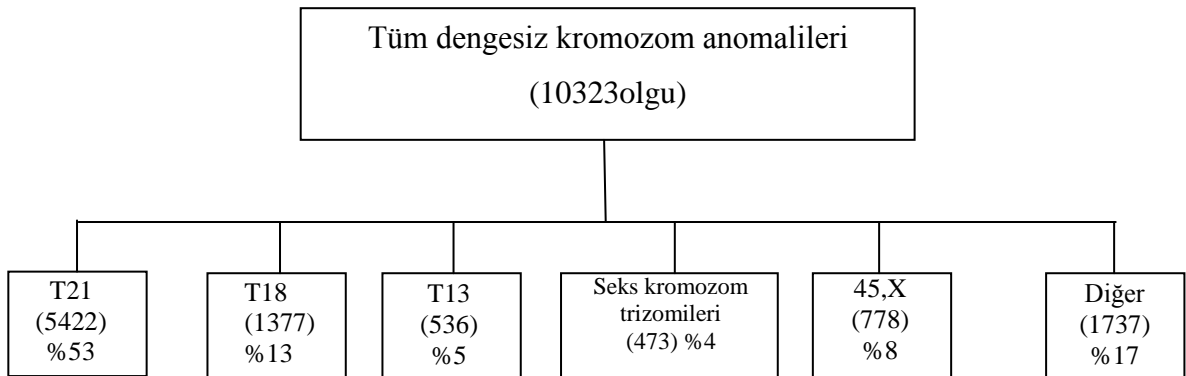 Tüm dengesiz kromozom anomalileri
(10323olgu)
T21
(5422)
%53
T18
(1377)
%13
T13
(536)
%5
Seks kromozom
trizomileri
(473) %4
45,X
(778)
%8
Diğer
(1737)
%17